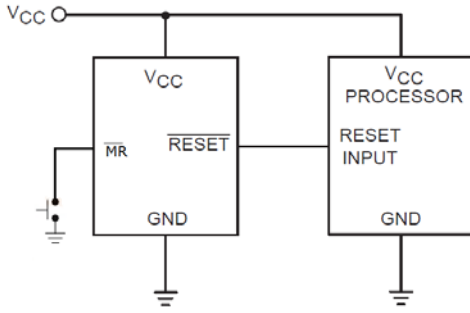 VCC
VCC
MR
RESET
GND
VCC
PROCESSOR
RESET
INPUT
GND